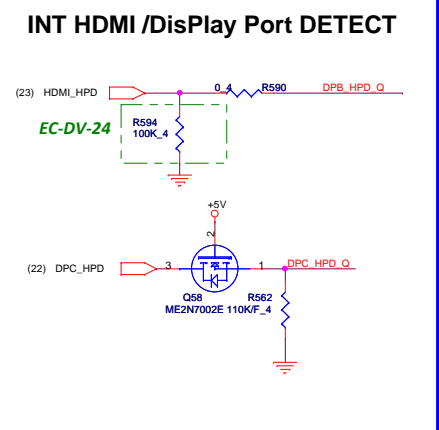 INT HDMI /DisPlay Port DETECT
(23) HDMI_HPD
0_4
R590
DPB_HPD_Q
EC-DV-24
R594
100K_4
+5V
2
(22) DPC_HPD
3
1
DPC_HPD_Q
Q58
R562
ME2N7002E
110K/F_4